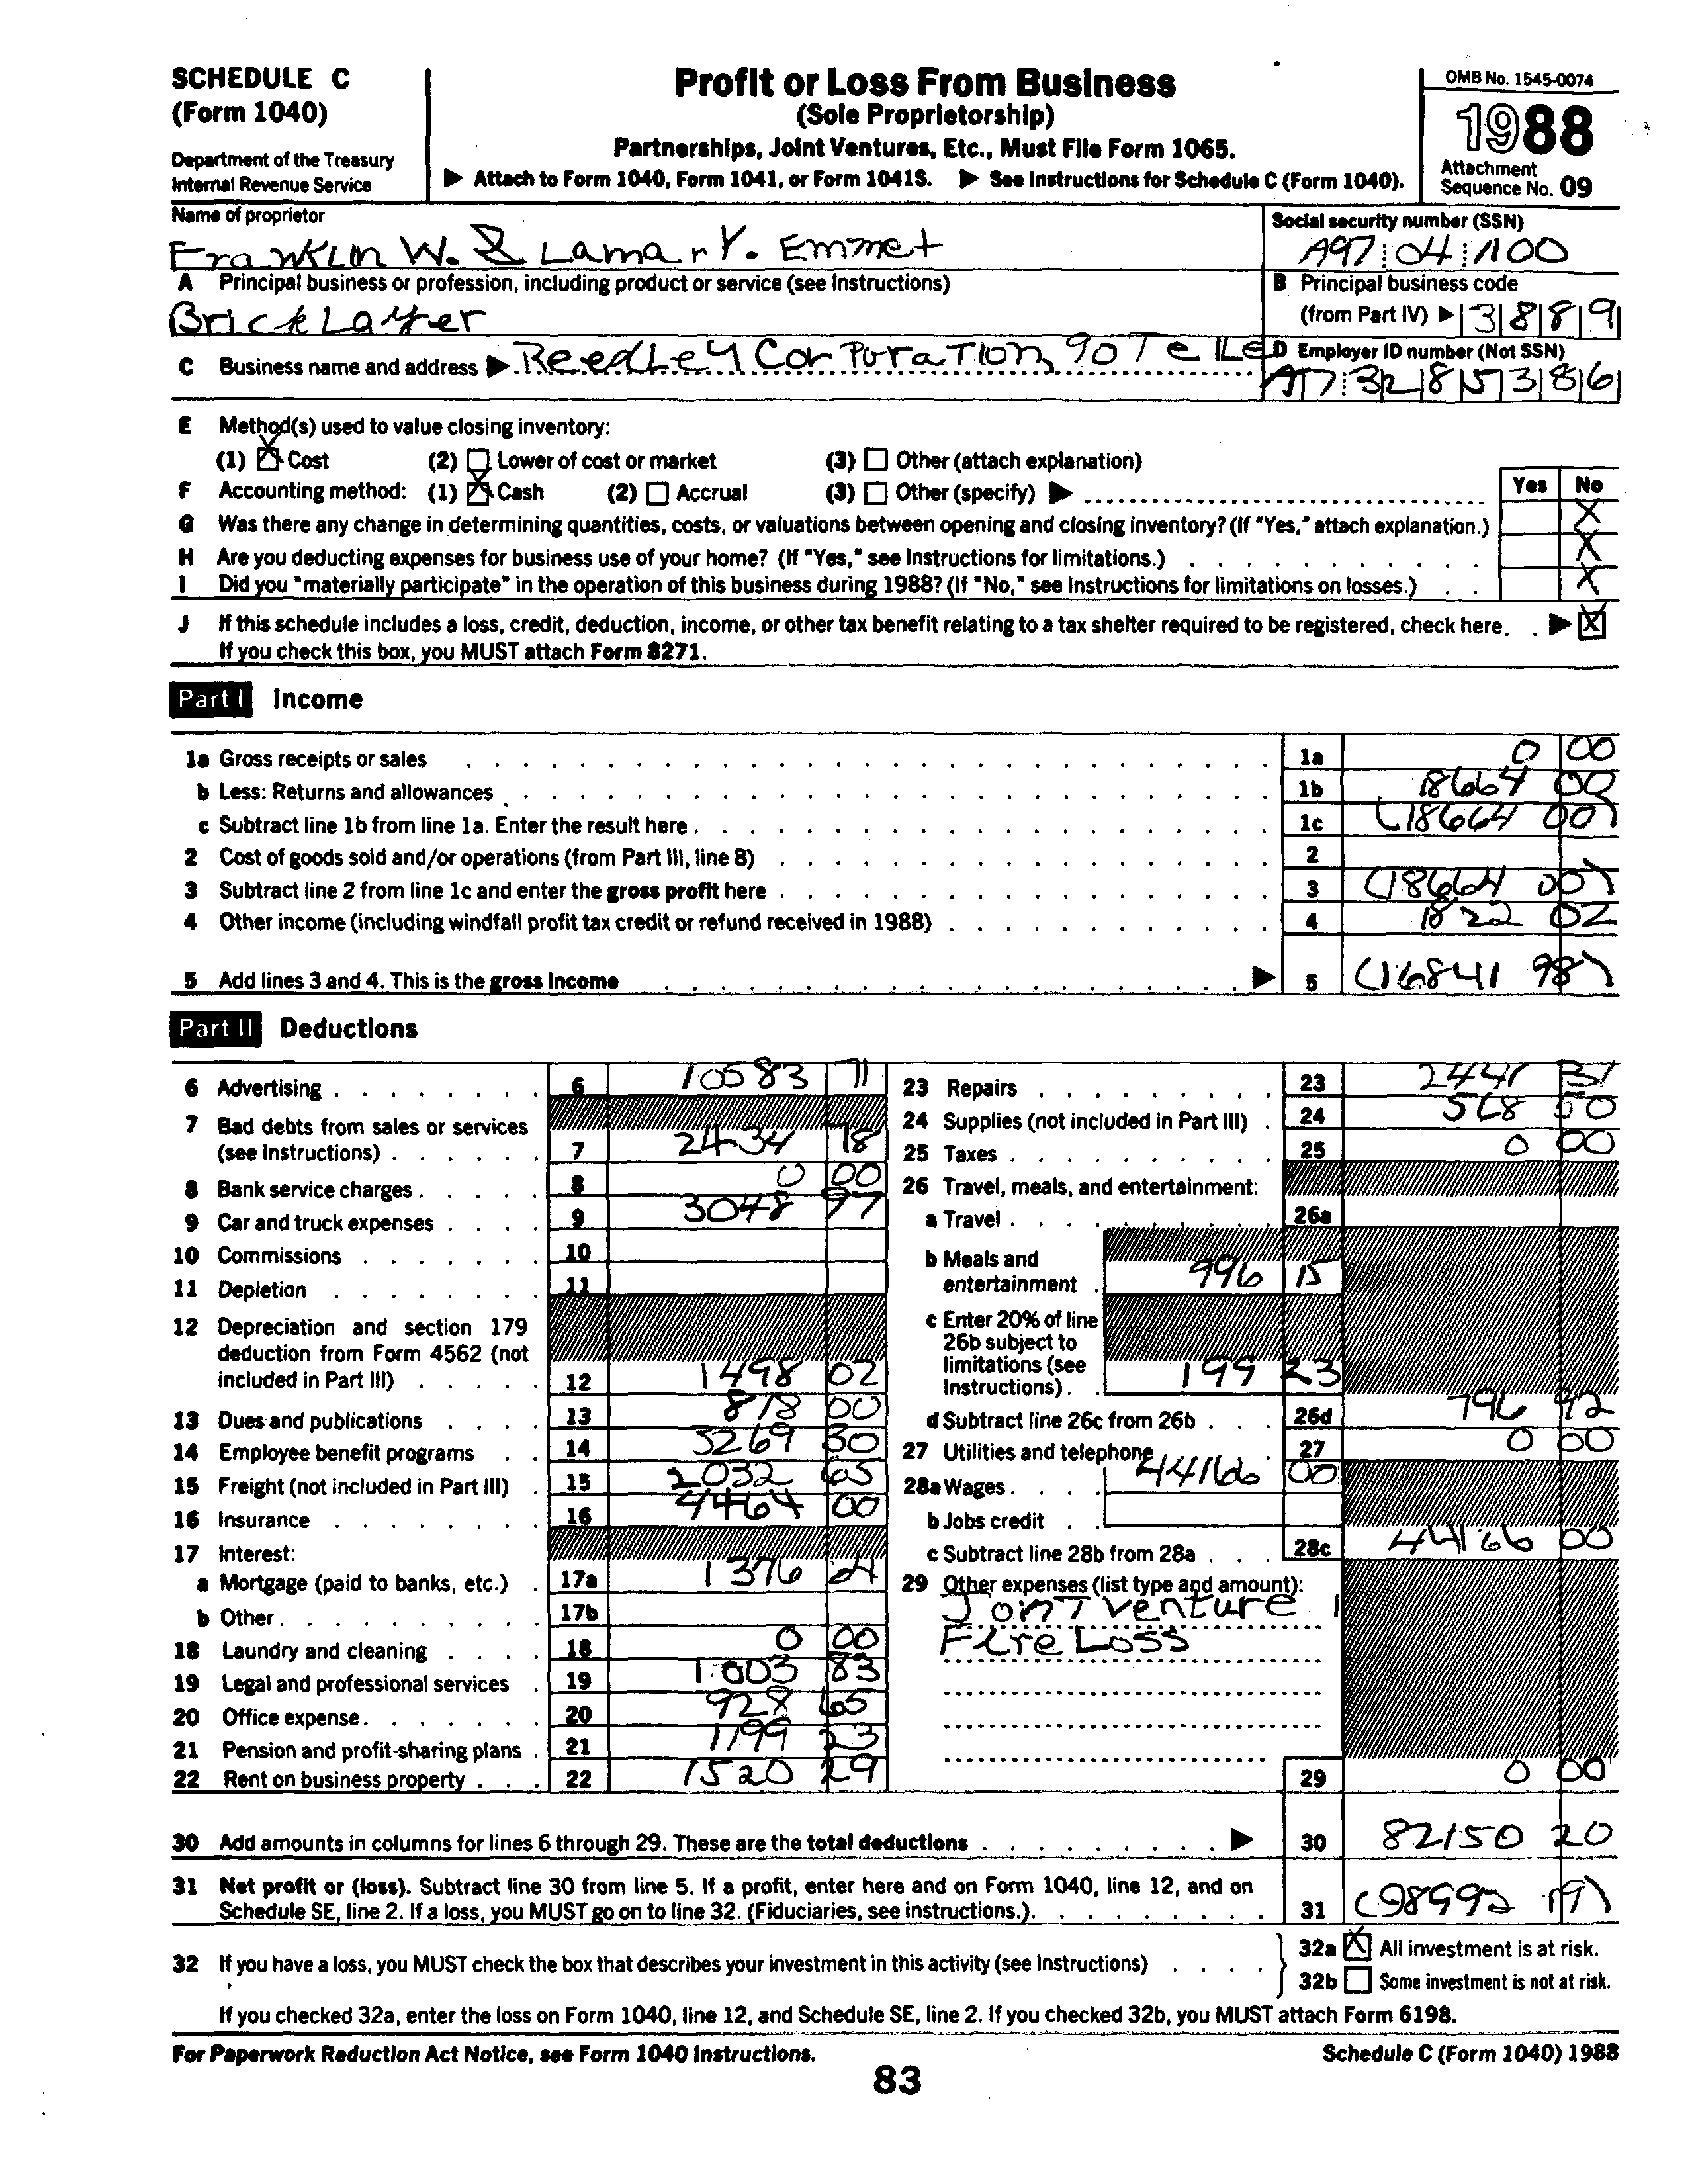 SCHEDULE C
(Form 1040)
Department of the Treasury
Internal Revenue Service
Profit or Loss From Business
(Sole Proprietorship)
Partnerships, Joint Ventures, Etc., Must File Form 1065.
▶ Attach to Form 1040, Form 1041, or Form 1041S. ▶ See Instructions for Schedule C (Form 1040).
OMB No. 1545-0074
1988
Attachment
Sequence No. 09
Name of proprietor
Franklin W. & Lamar Y. Emmet
Social security number (SSN)
A97 04 1100
A Principal business or profession, including product or service (see Instructions)
Bricklayer
B Principal business code
(from Part IV) ▶ 3 8 8 9
C Business name and address ▶ Reedley Corporation, 90
D Employer ID number (Not SSN)
A7 3285386
E Method(s) used to value closing inventory:
(1) X Cost (2) Lower of cost or market (3) Other (attach explanation)
F Accounting method: (1) X Cash (2) Accrual (3) Other (specify) ▶
Yes No
G Was there any change in determining quantities, costs, or valuations between opening and closing inventory? (If "Yes," attach explanation.) X
H Are you deducting expenses for business use of your home? (If "Yes," see Instructions for limitations.) X
I Did you "materially participate" in the operation of this business during 1988? (If "No," see Instructions for limitations on losses.) X
J If this schedule includes a loss, credit, deduction, income, or other tax benefit relating to a tax shelter required to be registered, check here. ▶ X
If you check this box, you MUST attach Form 8271.
Part I Income
1a Gross receipts or sales 1a 0 00
b Less: Returns and allowances 1b 18664 00
c Subtract line 1b from line 1a. Enter the result here 1c (18664 00)
2 Cost of goods sold and/or operations (from Part III, line 8) 2
3 Subtract line 2 from line 1c and enter the gross profit here 3 (18664 00)
4 Other income (including windfall profit tax credit or refund received in 1988) 4 1822 02
5 Add lines 3 and 4. This is the gross income ▶ 5 (16841 98)
Part II Deductions
6 Advertising 6 10583 71
7 Bad debts from sales or services
(see Instructions) 7 2434 78
8 Bank service charges 8 0 00
9 Car and truck expenses 9 3048 97
10 Commissions 10
11 Depletion 11
12 Depreciation and section 179
deduction from Form 4562 (not
included in Part III) 12 1498 02
13 Dues and publications 13 818 00
14 Employee benefit programs 14 3269 30
15 Freight (not included in Part III) 15 2032 65
16 Insurance 16 4464 00
17 Interest:
a Mortgage (paid to banks, etc.) 17a 1376 04
b Other 17b
18 Laundry and cleaning 18 0 00
19 Legal and professional services 19 1003 83
20 Office expense 20 928 65
21 Pension and profit-sharing plans 21 1199 23
22 Rent on business property 22 1520 29
23 Repairs 23 2441 31
24 Supplies (not included in Part III) 24 568 50
25 Taxes 25 0 00
26 Travel, meals, and entertainment:
a Travel 26a
b Meals and
entertainment 996 15
c Enter 20% of line
26b subject to
limitations (see
Instructions) 199 23
d Subtract line 26c from 26b 26d 796 92
27 Utilities and telephone 27 0 00
28a Wages 44166 00
b Jobs credit
c Subtract line 28b from 28a 28c 44166 00
29 Other expenses (list type and amount):
Joint venture
Fire Loss
29 0 00
30 Add amounts in columns for lines 6 through 29. These are the total deductions ▶ 30 82150 20
31 Net profit or (loss). Subtract line 30 from line 5. If a profit, enter here and on Form 1040, line 12, and on
Schedule SE, line 2. If a loss, you MUST go on to line 32. (Fiduciaries, see instructions.) 31 (98992 19)
32 If you have a loss, you MUST check the box that describes your investment in this activity (see Instructions)
32a X All investment is at risk.
32b Some investment is not at risk.
If you checked 32a, enter the loss on Form 1040, line 12, and Schedule SE, line 2. If you checked 32b, you MUST attach Form 6198.
For Paperwork Reduction Act Notice, see Form 1040 Instructions.
Schedule C (Form 1040) 1988
83